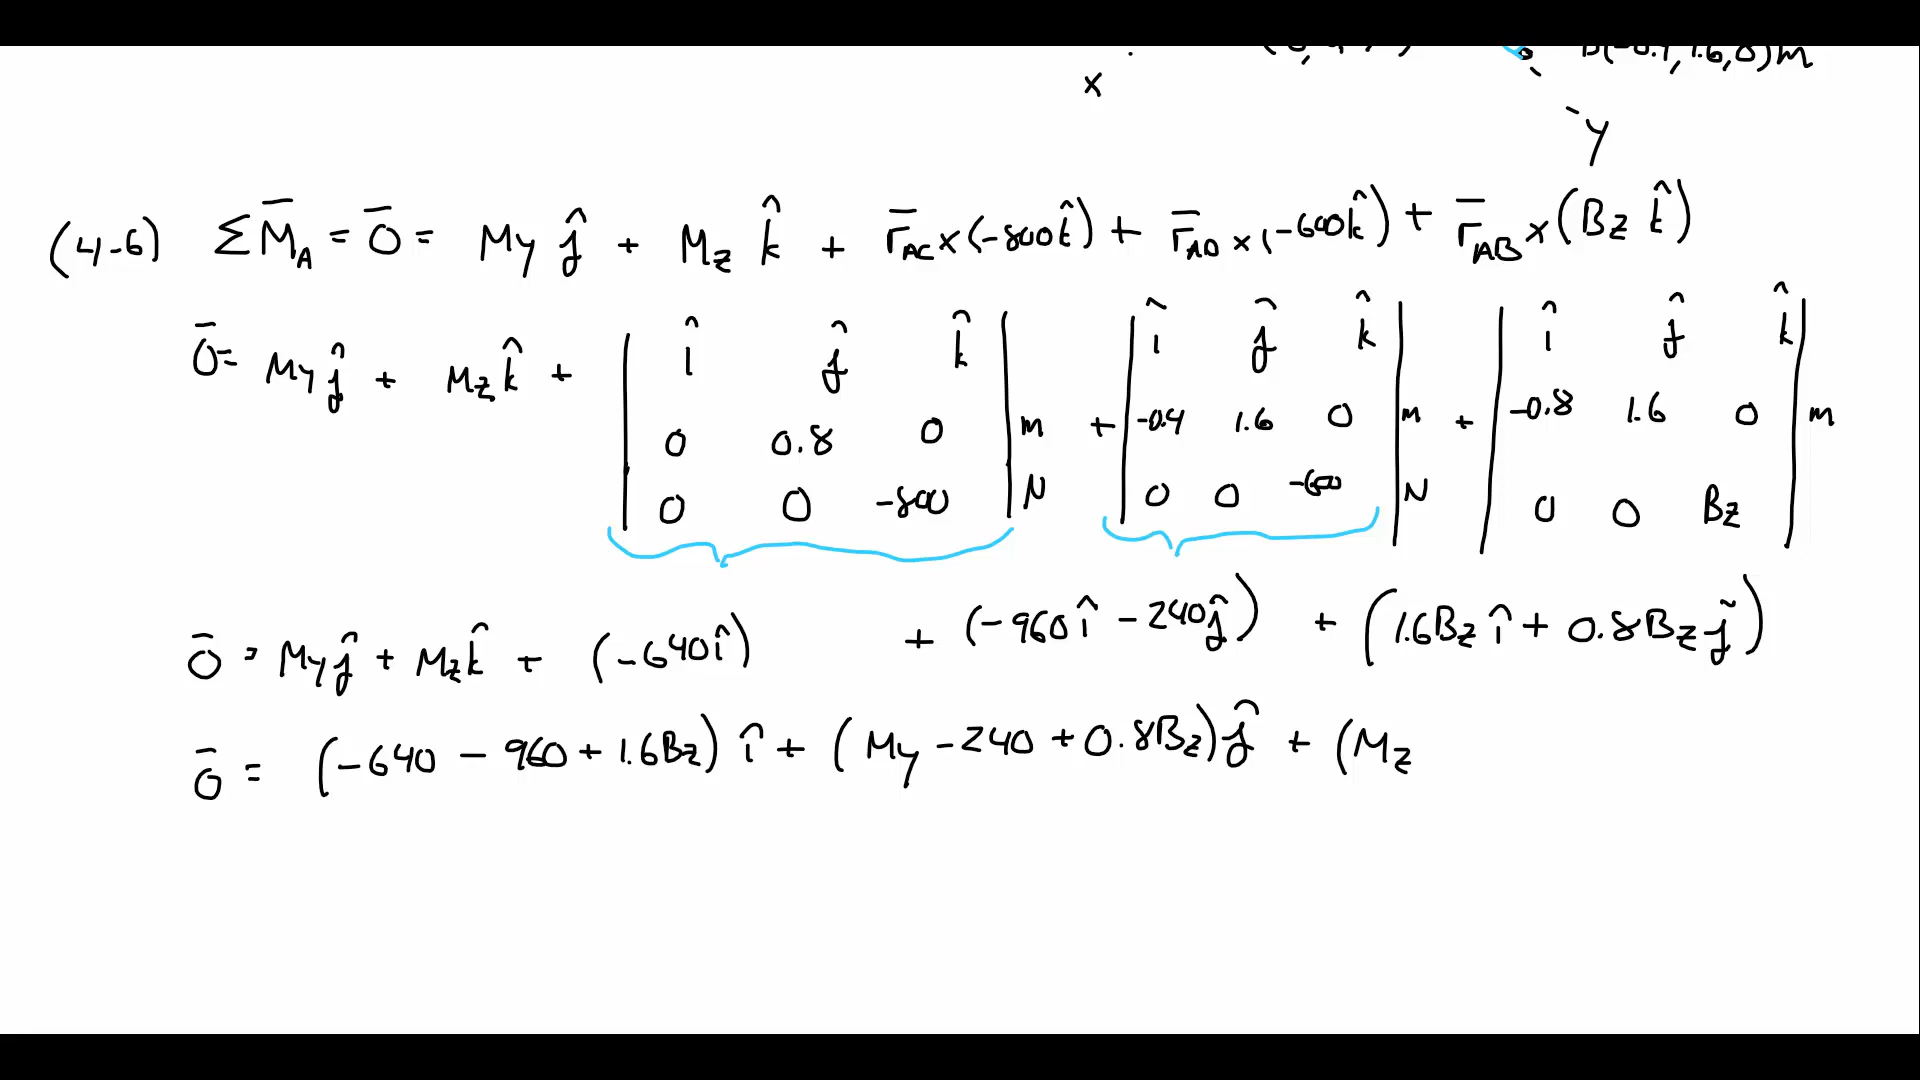 x
m
y
(4-6) ΣM̄_A = 0̄ = My ĵ + Mz k̂ + r̄_AC × (-800k̂) + r̄_AD × (-600k̂) + r̄_AB × (Bz k̂)
0̄ = My ĵ + Mz k̂ + | î ĵ k̂ | + | î ĵ k̂ | + | î ĵ k̂ |
0 0.8 0 m -0.4 1.6 0 m -0.8 1.6 0 m
0 0 -800 N 0 0 -600 N 0 0 Bz
0̄ = My ĵ + Mz k̂ + (-640 î) + (-960 î - 240 ĵ) + (1.6Bz î + 0.8Bz ĵ)
0̄ = (-640 - 960 + 1.6Bz) î + (My - 240 + 0.8Bz) ĵ + (Mz